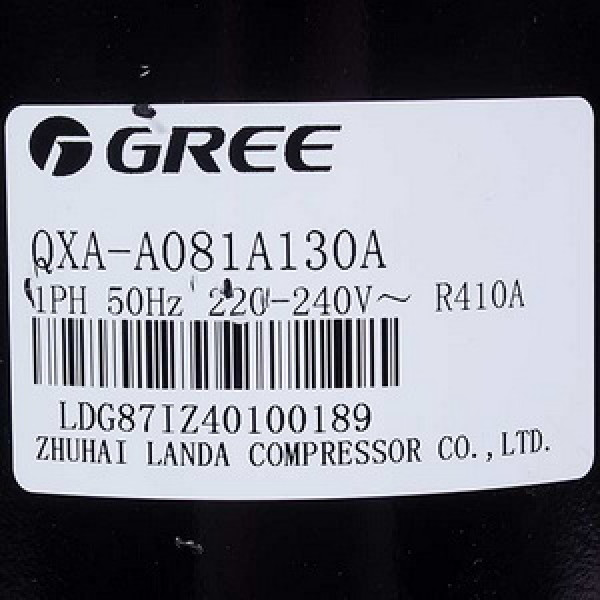 GREE
QXA-A081A130A
1PH 50Hz 220-240V~ R410A
LDG87IZ40100189
ZHUHAI LANDA COMPRESSOR CO.,LTD.